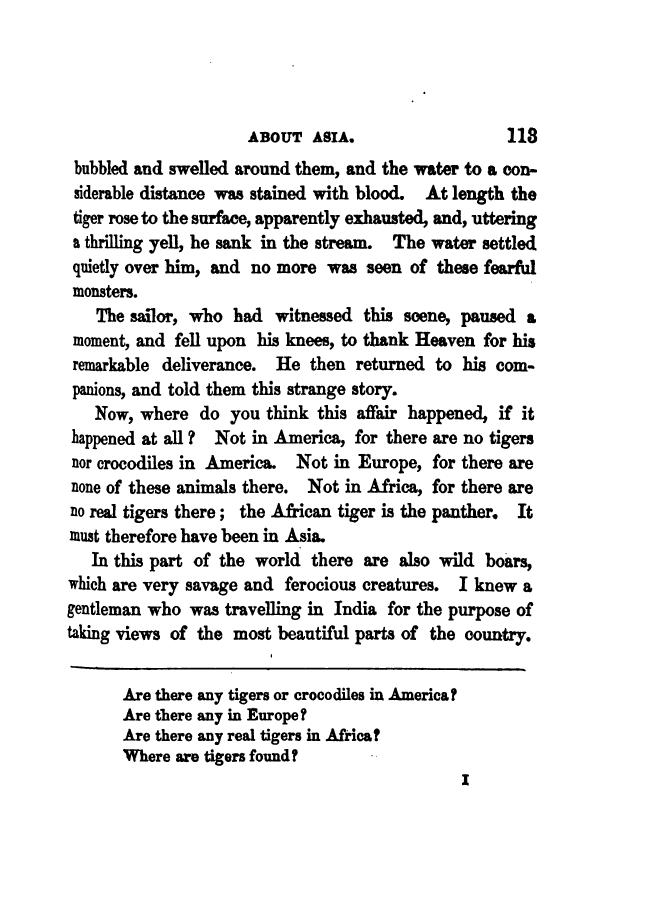 ABOUT ASIA. 113
bubbled and swelled around them, and the water to a con-
siderable distance was stained with blood. At length the
tiger rose to the surface, apparently exhausted, and, uttering
a thrilling yell, he sank in the stream. The water settled
quietly over him, and no more was seen of these fearful
monsters.
The sailor, who had witnessed this scene, paused a
moment, and fell upon his knees, to thank Heaven for his
remarkable deliverance. He then returned to his com-
panions, and told them this strange story.
Now, where do you think this affair happened, if it
happened at all? Not in America, for there are no tigers
nor crocodiles in America. Not in Europe, for there are
none of these animals there. Not in Africa, for there are
no real tigers there; the African tiger is the panther. It
must therefore have been in Asia.
In this part of the world there are also wild boars,
which are very savage and ferocious creatures. I knew a
gentleman who was travelling in India for the purpose of
taking views of the most beautiful parts of the country.
Are there any tigers or crocodiles in America?
Are there any in Europe?
Are there any real tigers in Africa?
Where are tigers found?
I